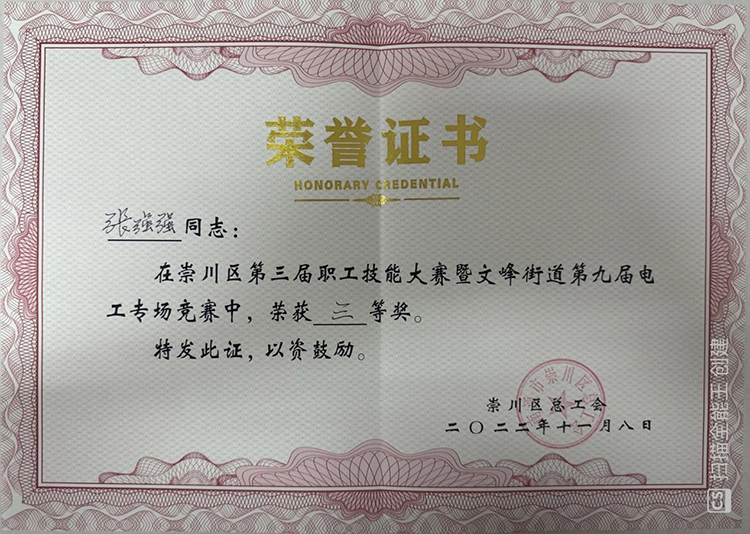 荣誉证书
HONORARY CREDENTIAL
张强强同志:
在崇川区第三届职工技能大赛暨文峰街道第九届电
工专场竞赛中,荣获三等奖。
特发此证,以资鼓励。
崇川区总工会
二〇二二年十一月八日
CS 扫描全能王 创建